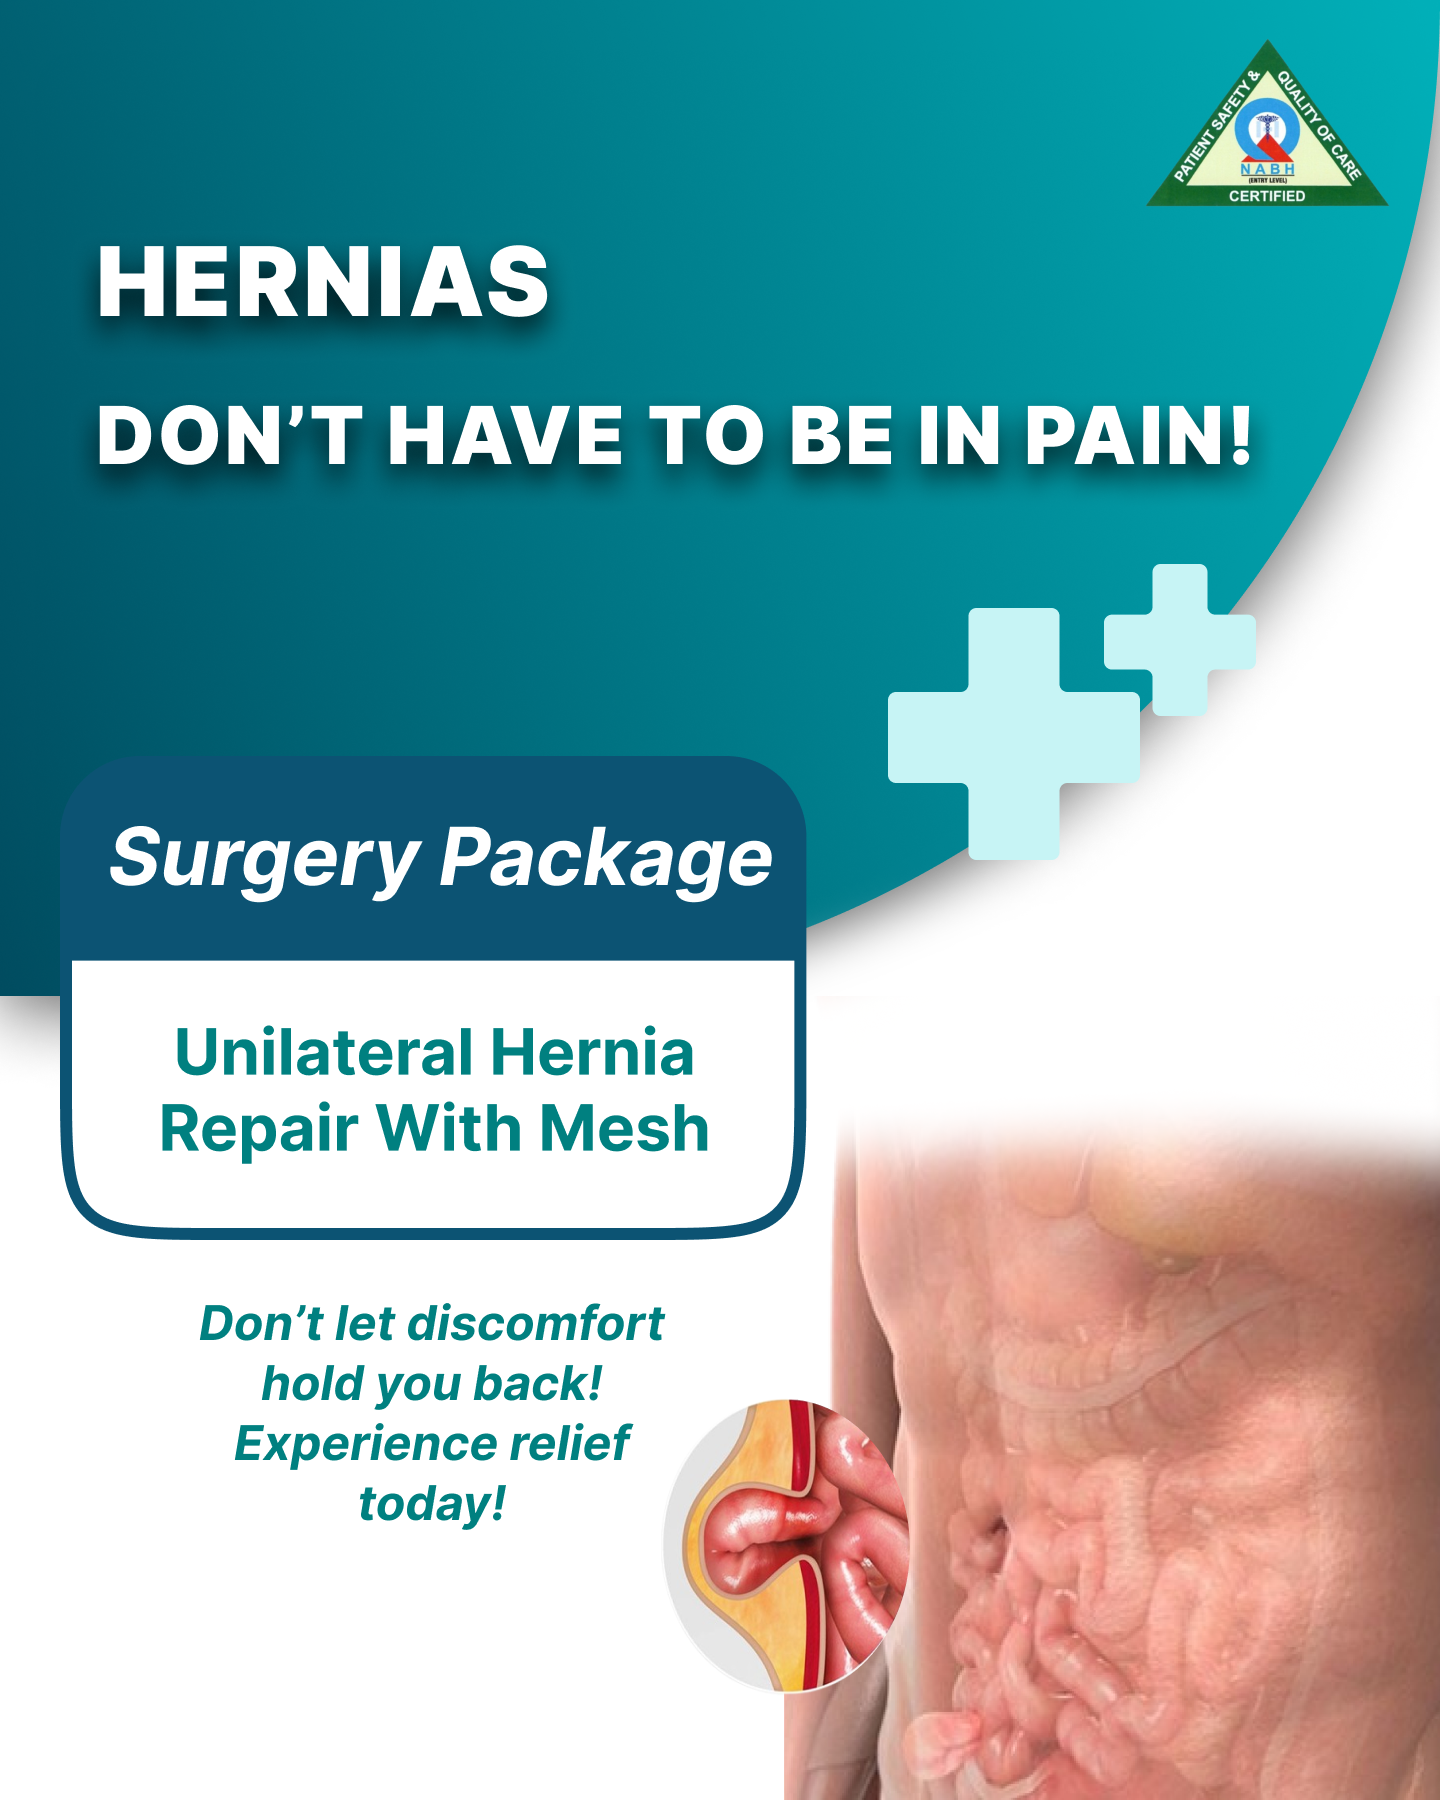 PATIENT SAFETY &
QUALITY OF CARE
NABH
(ENTRY LEVEL)
CERTIFIED
HERNIAS
DON’T HAVE TO BE IN PAIN!
Surgery Package
Unilateral Hernia
Repair With Mesh
Don’t let discomfort
hold you back!
Experience relief
today!